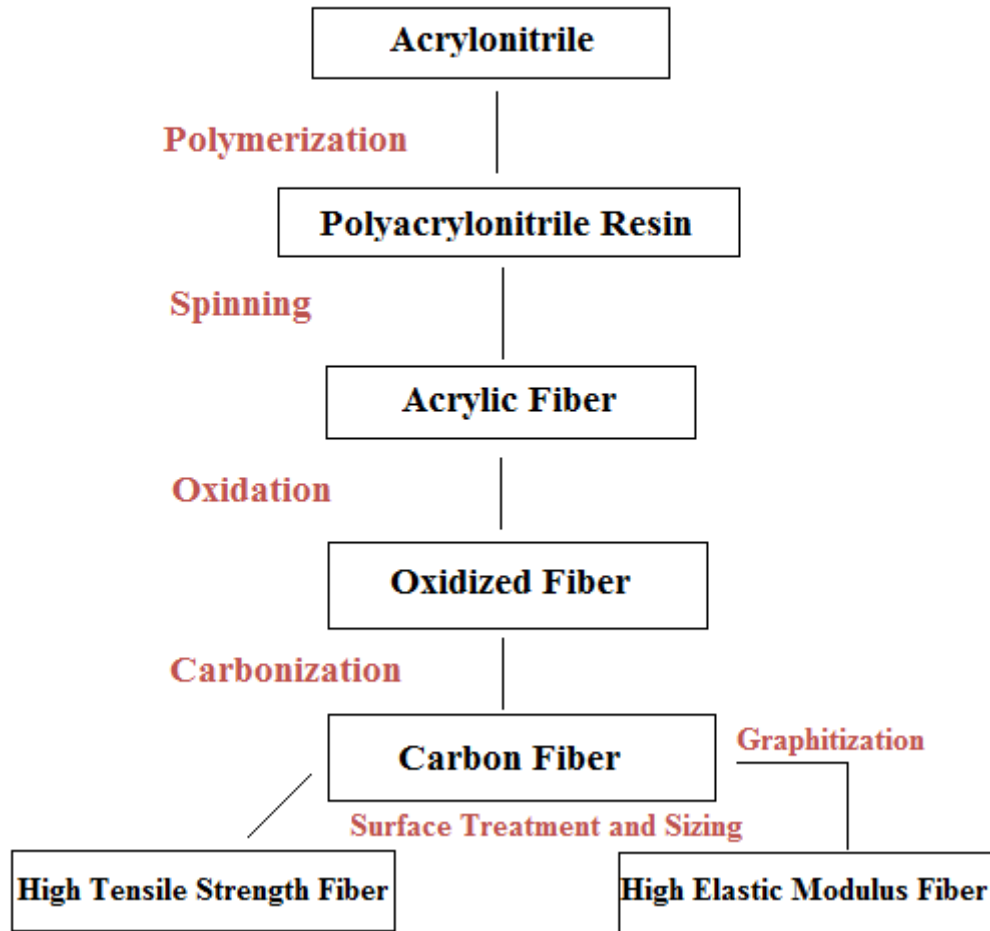 Acrylonitrile
Polymerization
Polyacrylonitrile Resin
Spinning
Acrylic Fiber
Oxidation
Oxidized Fiber
Carbonization
Carbon Fiber
Graphitization
Surface Treatment and Sizing
High Tensile Strength Fiber
High Elastic Modulus Fiber